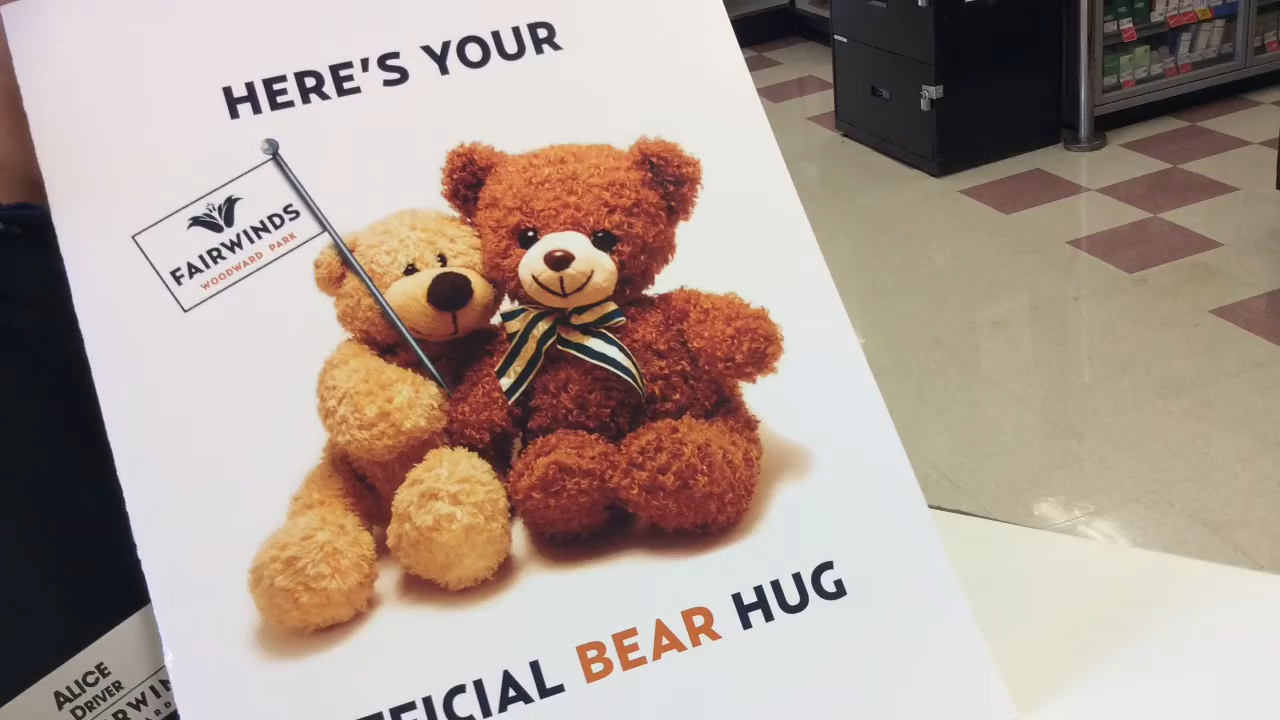 HERE'S YOUR
FAIRWINDS
WOODWARD PARK
BEAR HUG
ALICE
DRIVER